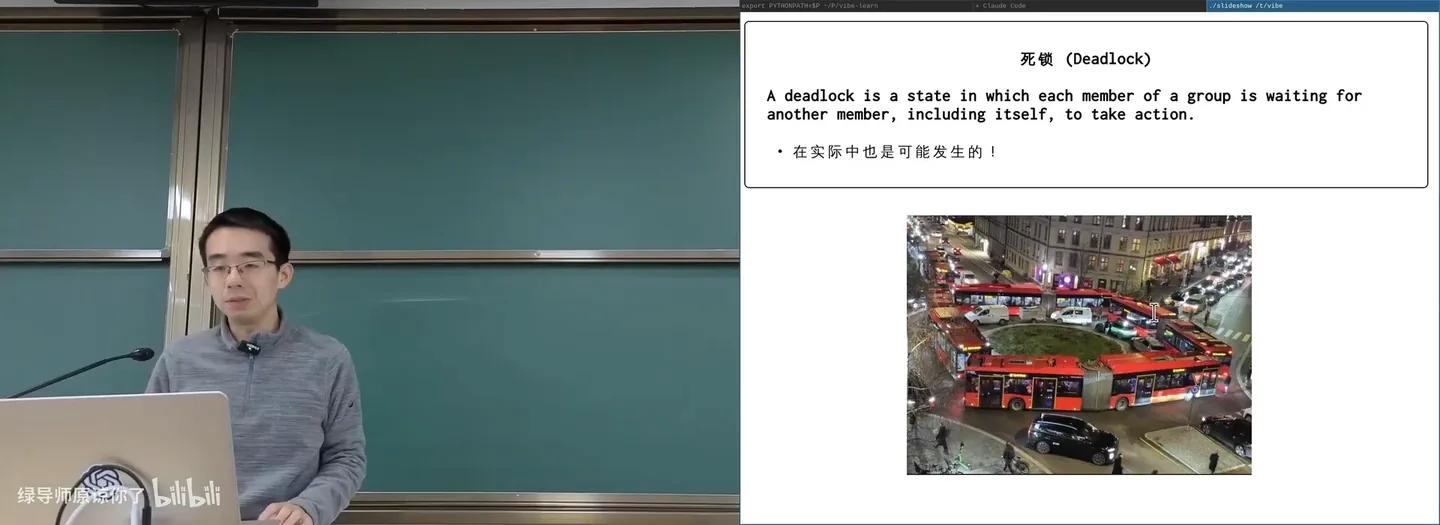 export PYTHONPATH=$P ~/P/vibe-learn
Claude Code
./slideshow /t/vibe
死锁 (Deadlock)
A deadlock is a state in which each member of a group is waiting for
another member, including itself, to take action.
• 在实际中也是可能发生的！
绿导师原谅你了 bilibili